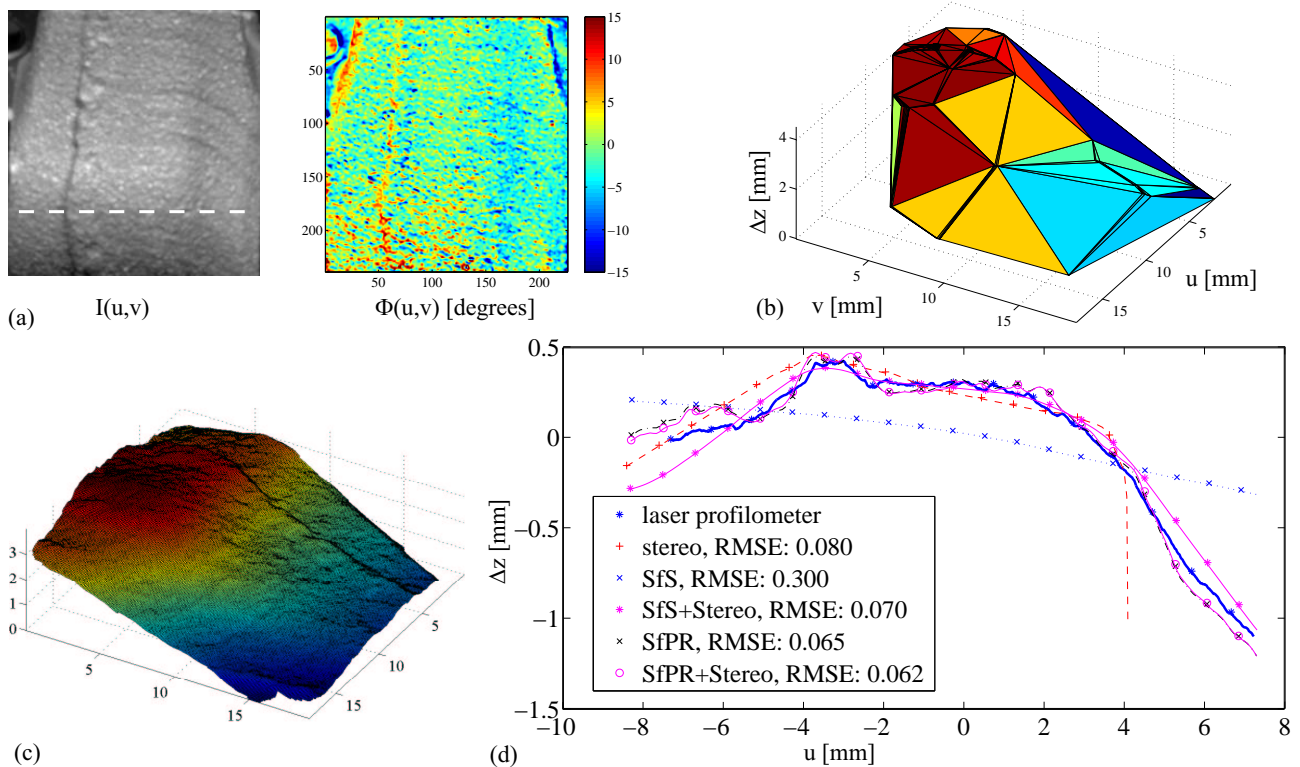 50
100
150
200
50 100 150 200
15
10
5
0
−5
−10
−15
(a) I(u,v) Φ(u,v) [degrees]
4
2
0
Δz [mm]
5
10
15
v [mm]
5
10
15
u [mm]
(b)
3
2
1
0
5
10
15
5
10
15
(c)
0.5
0
−0.5
−1
−1.5
Δz [mm]
laser profilometer
stereo, RMSE: 0.080
SfS, RMSE: 0.300
SfS+Stereo, RMSE: 0.070
SfPR, RMSE: 0.065
SfPR+Stereo, RMSE: 0.062
−10 −8 −6 −4 −2 0 2 4 6 8
(d) u [mm]